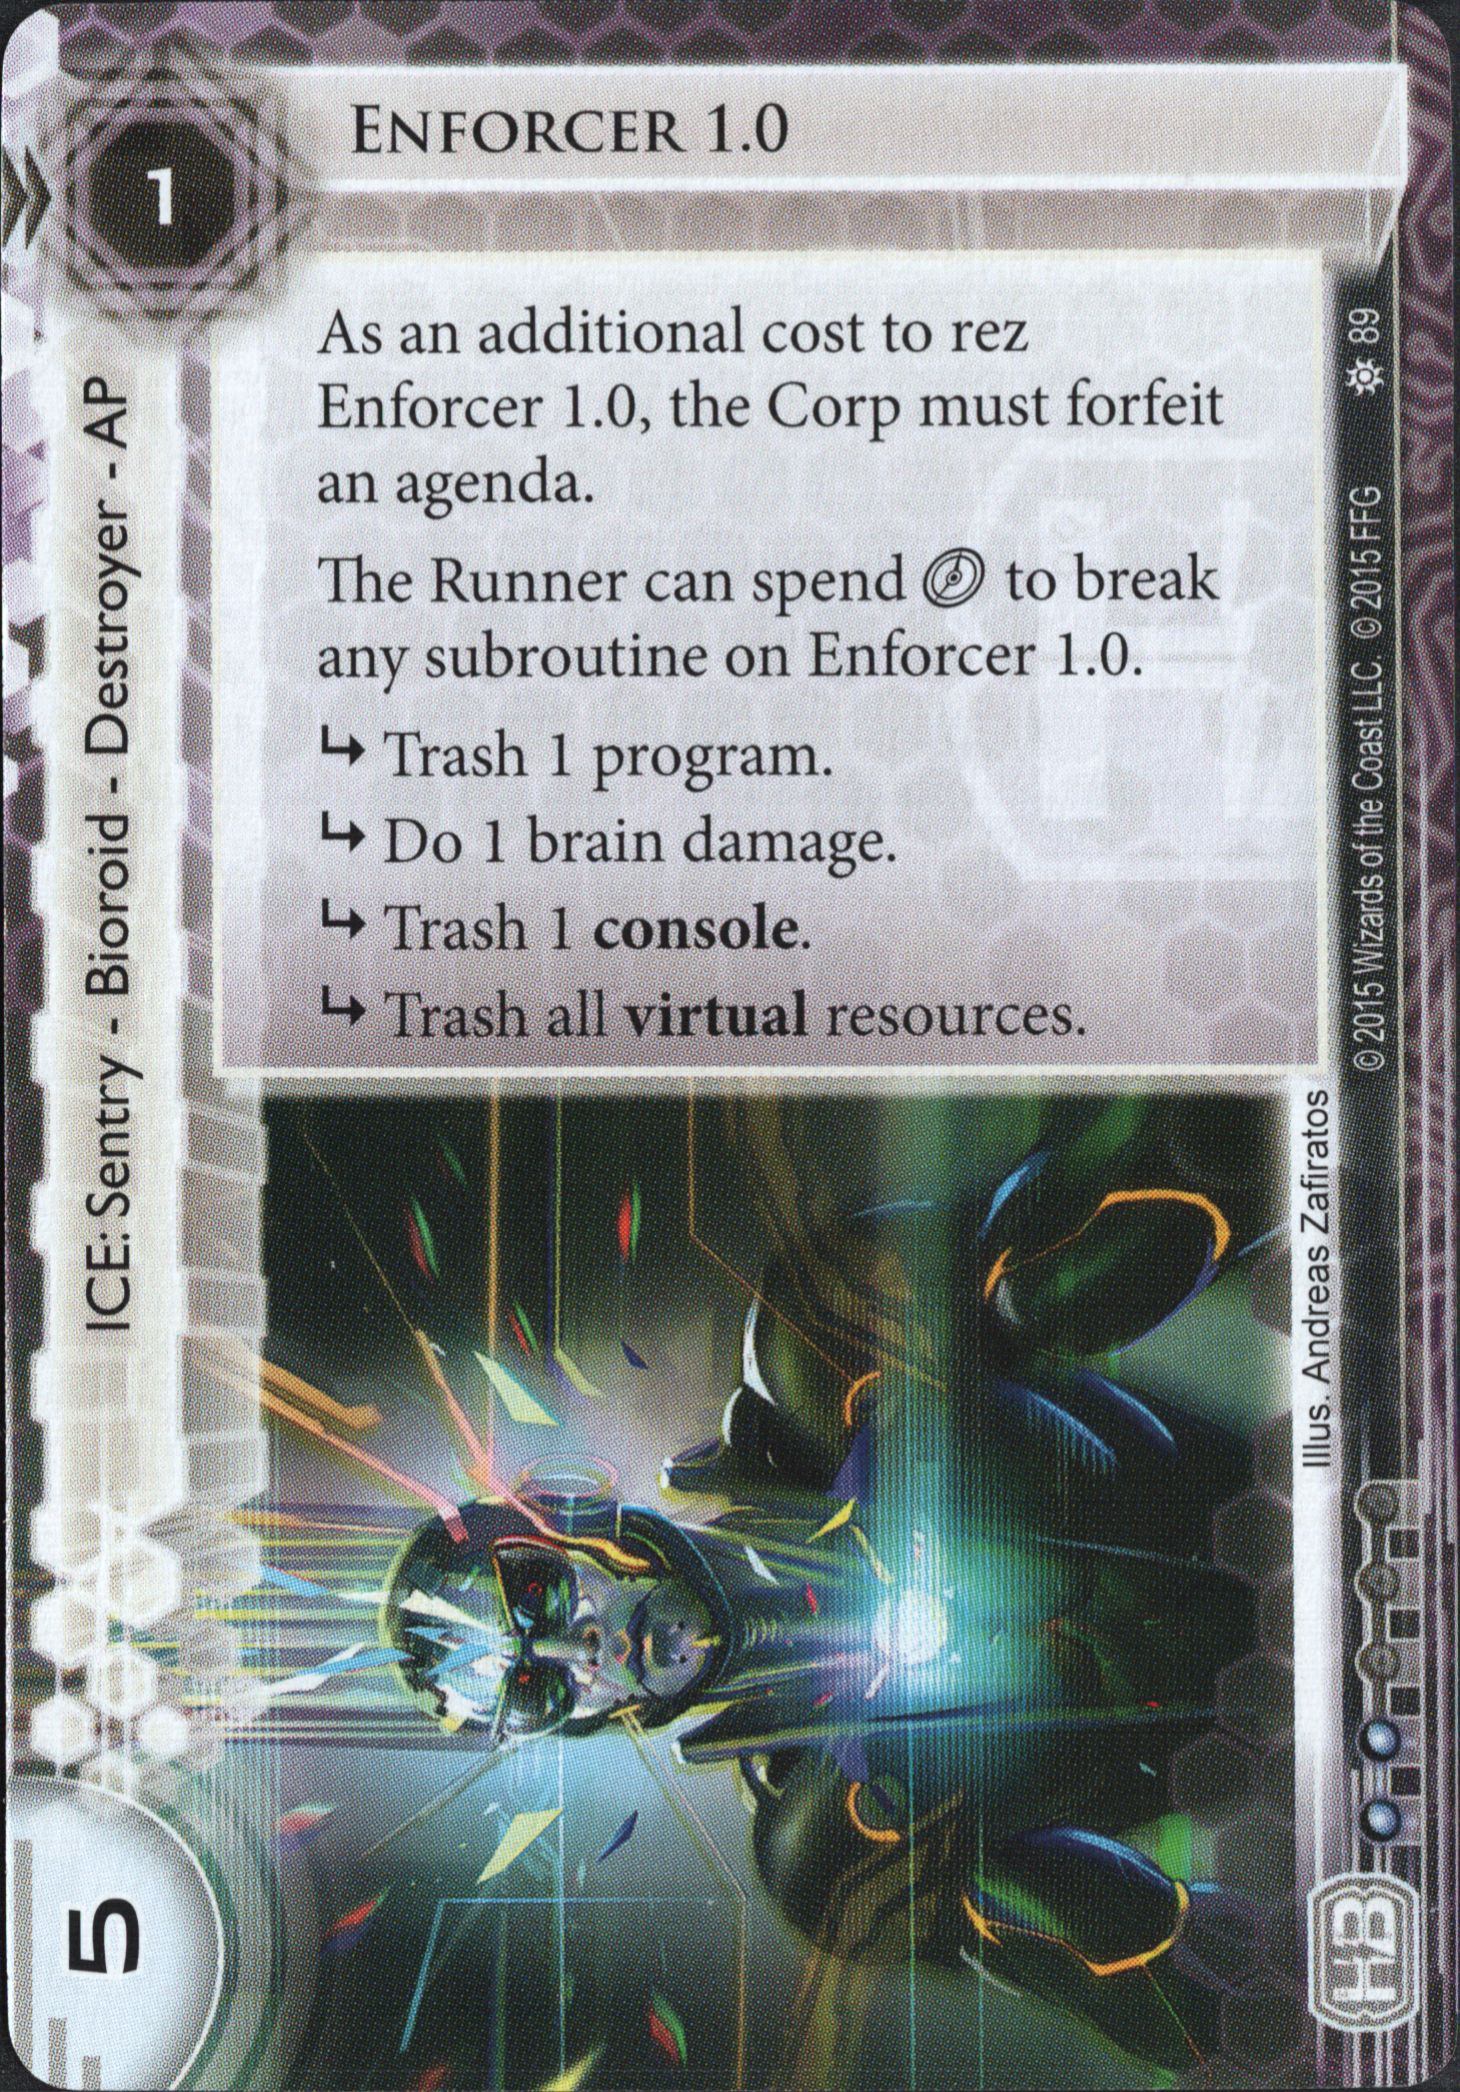 1
ENFORCER 1.0
As an additional cost to rez
Enforcer 1.0, the Corp must forfeit
an agenda.
The Runner can spend to break
any subroutine on Enforcer 1.0.
↳ Trash 1 program.
↳ Do 1 brain damage.
↳ Trash 1 console.
↳ Trash all virtual resources.
ICE: Sentry - Bioroid - Destroyer - AP
5
Illus. Andreas Zafiratos
© 2015 Wizards of the Coast LLC. © 2015 FFG 89
HB